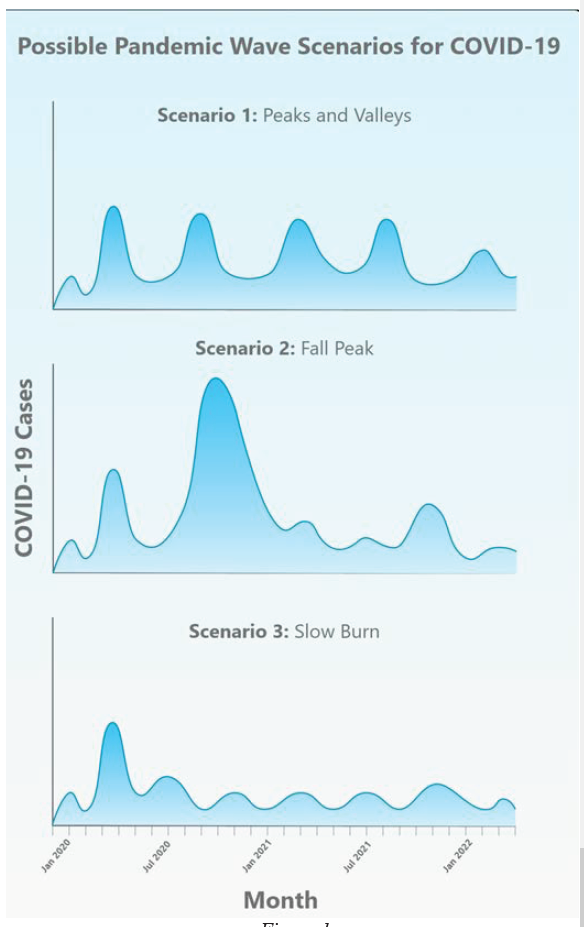 Possible Pandemic Wave Scenarios for COVID-19
Scenario 1: Peaks and Valleys
Scenario 2: Fall Peak
COVID-19 Cases
Scenario 3: Slow Burn
Jan 2020
Jul 2020
Jan 2021
Jul 2021
Jan 2022
Month